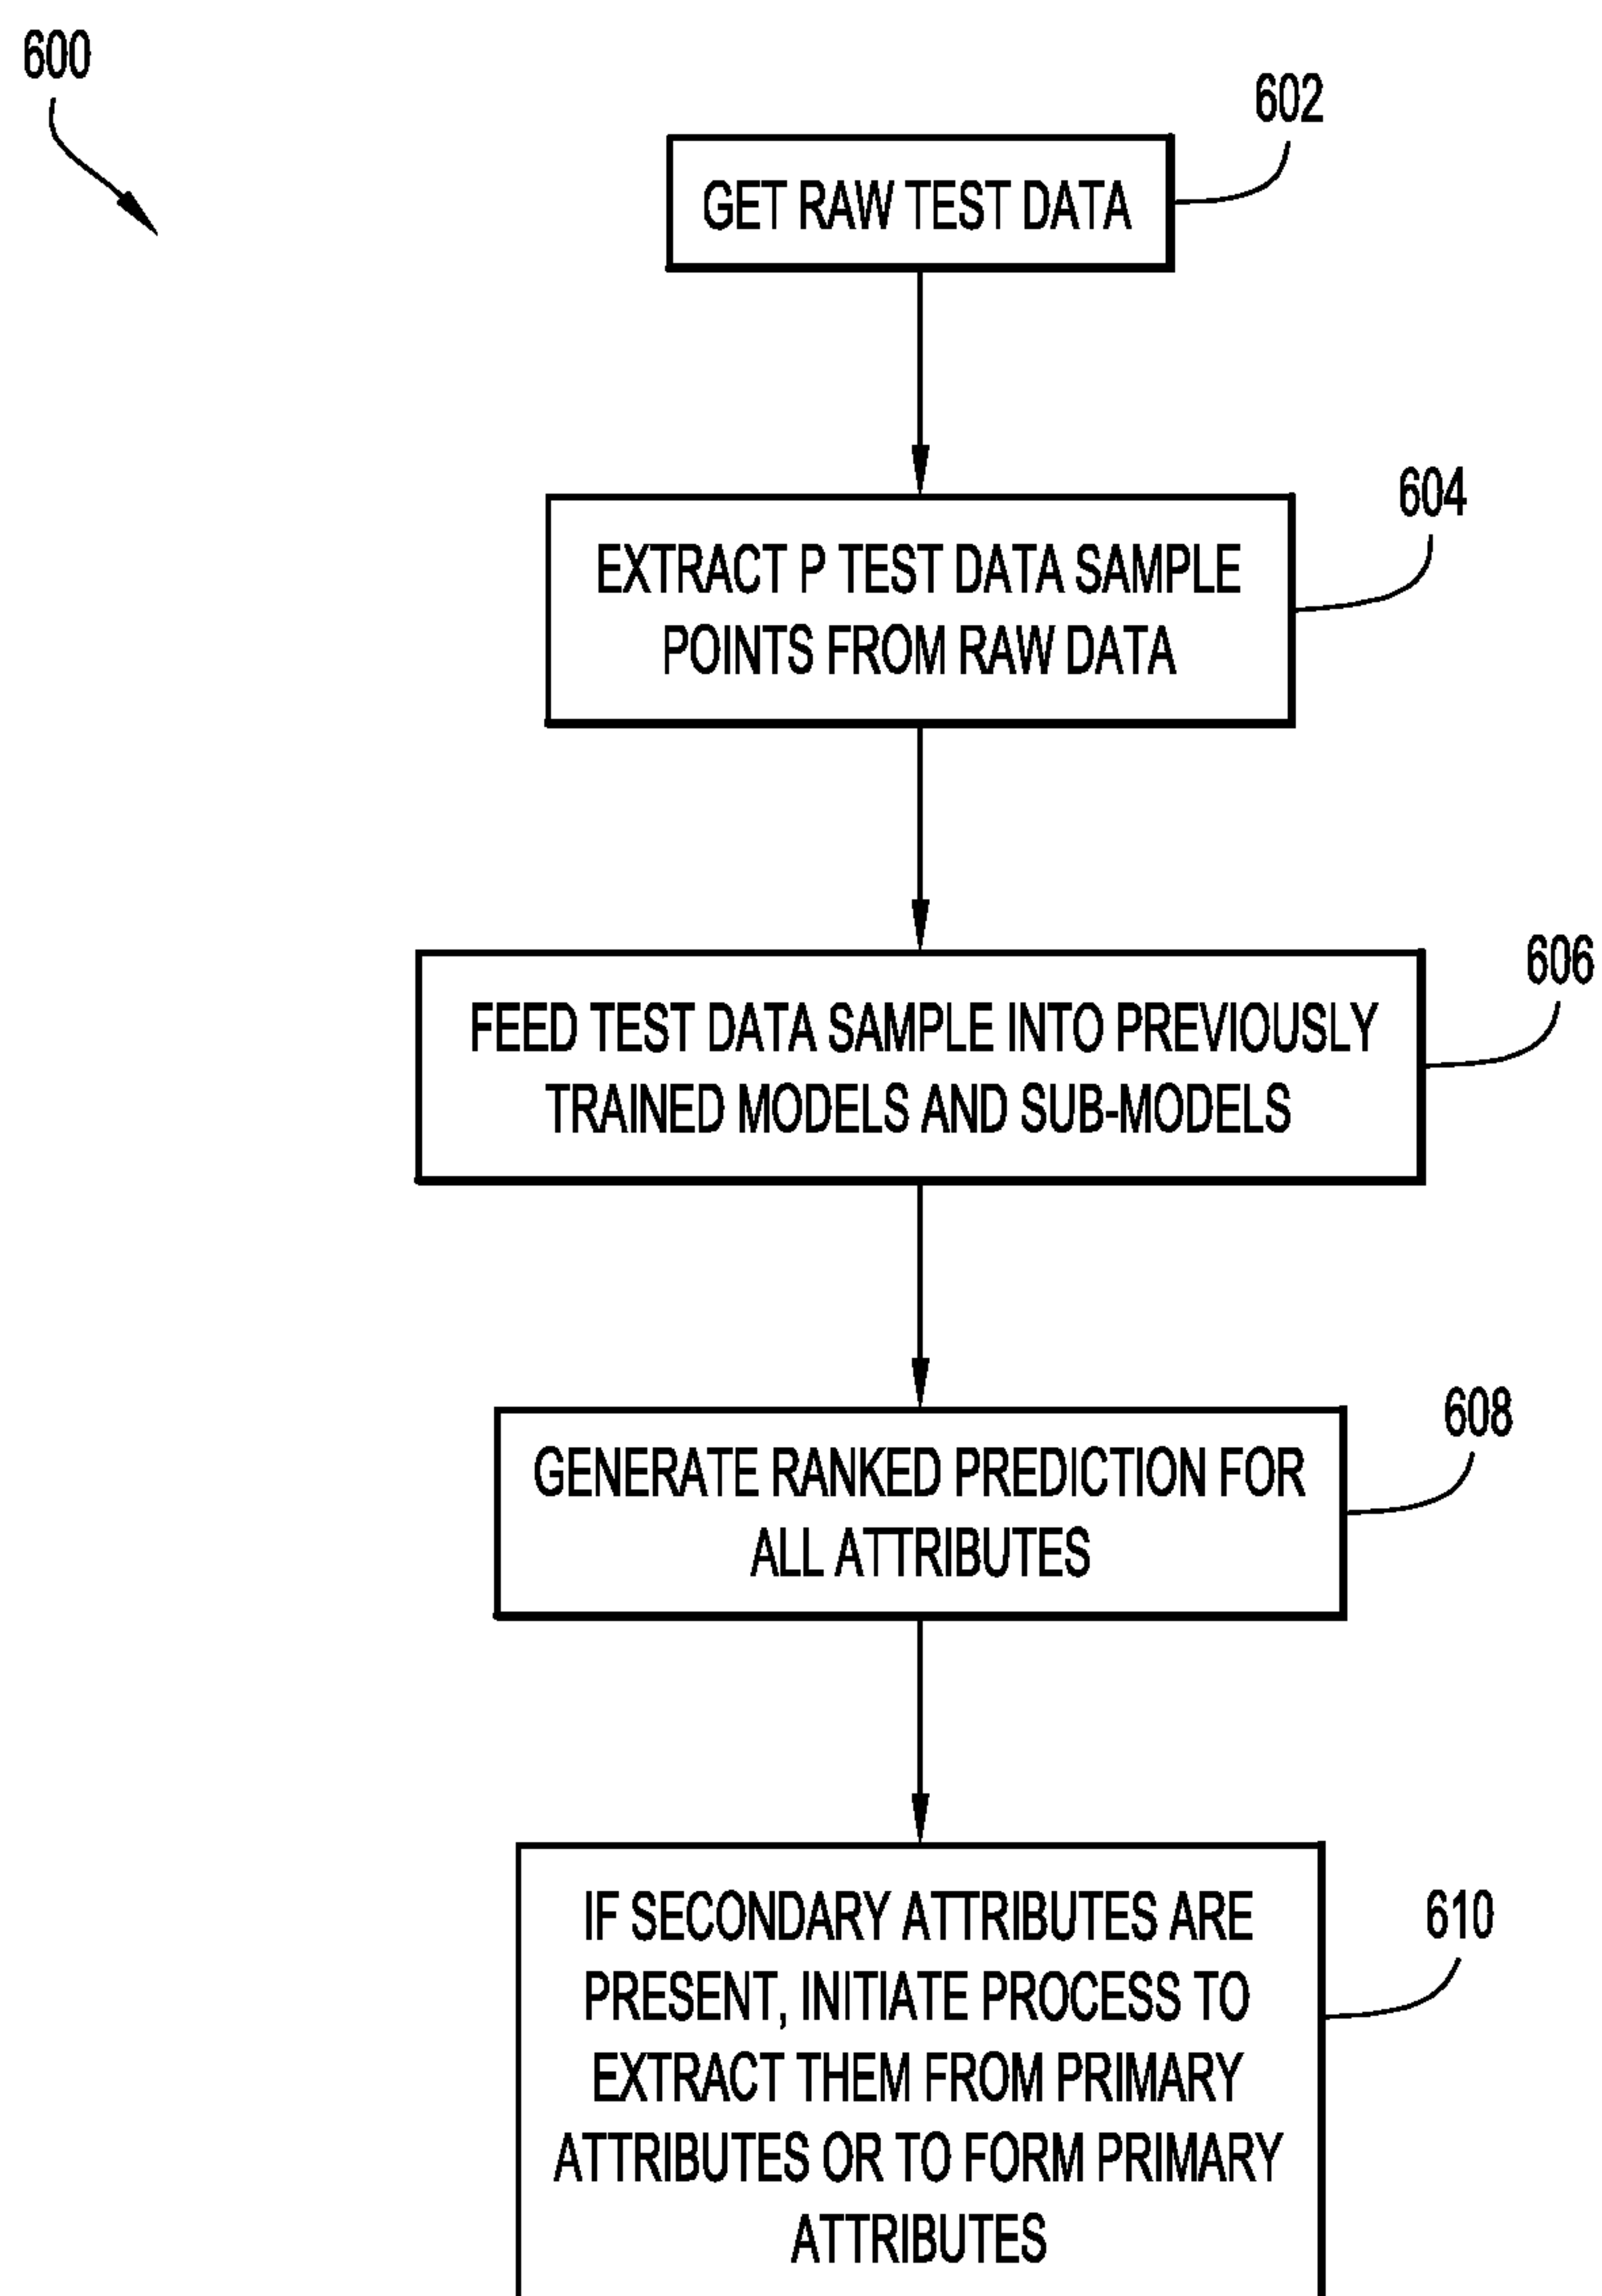 600
602
GET RAW TEST DATA
604
EXTRACT P TEST DATA SAMPLE
POINTS FROM RAW DATA
606
FEED TEST DATA SAMPLE INTO PREVIOUSLY
TRAINED MODELS AND SUB-MODELS
608
GENERATE RANKED PREDICTION FOR
ALL ATTRIBUTES
610
IF SECONDARY ATTRIBUTES ARE
PRESENT, INITIATE PROCESS TO
EXTRACT THEM FROM PRIMARY
ATTRIBUTES OR TO FORM PRIMARY
ATTRIBUTES